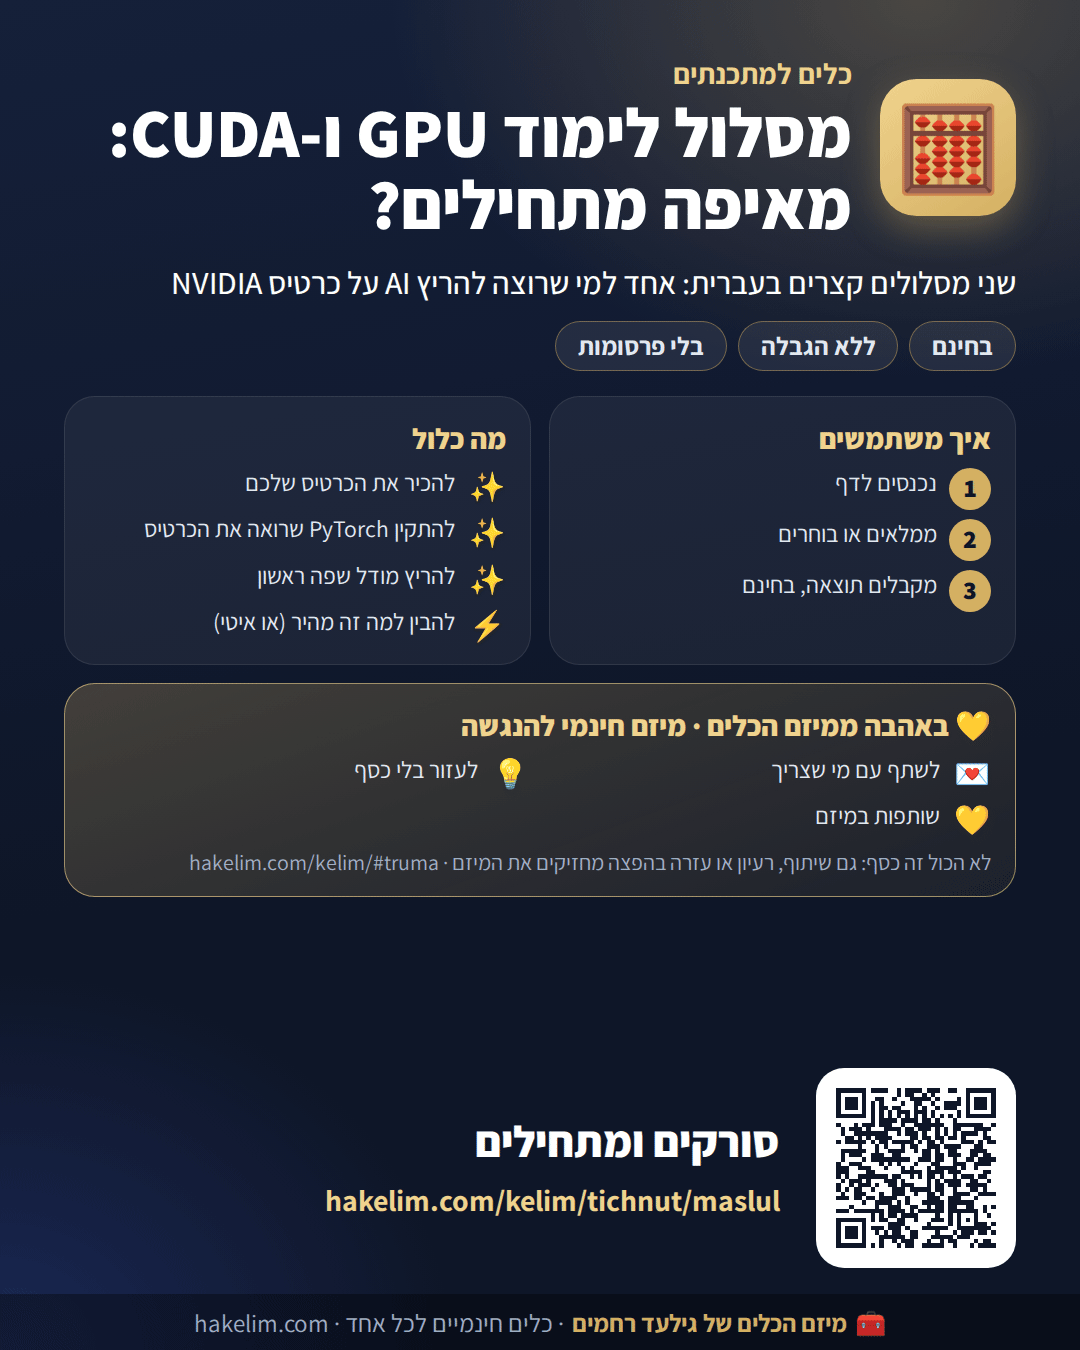 כלים למתכנתים
מסלול לימוד GPU ו-CUDA:
מאיפה מתחילים?
שני מסלולים קצרים בעברית: אחד למי שרוצה להריץ AI על כרטיס NVIDIA
בחינם
ללא הגבלה
בלי פרסומות
איך משתמשים
1 נכנסים לדף
2 ממלאים או בוחרים
3 מקבלים תוצאה, בחינם
מה כלול
להכיר את הכרטיס שלכם
להתקין PyTorch שרואה את הכרטיס
להריץ מודל שפה ראשון
להבין למה זה מהיר (או איטי)
באהבה ממיזם הכלים · מיזם חינמי להנגשה
לשתף עם מי שצריך
לעזור בלי כסף
שותפות במיזם
לא הכול זה כסף: גם שיתוף, רעיון או עזרה בהפצה מחזיקים את המיזם · hakelim.com/kelim/#truma
סורקים ומתחילים
hakelim.com/kelim/tichnut/maslul
מיזם הכלים של גילעד רחמים · כלים חינמיים לכל אחד · hakelim.com